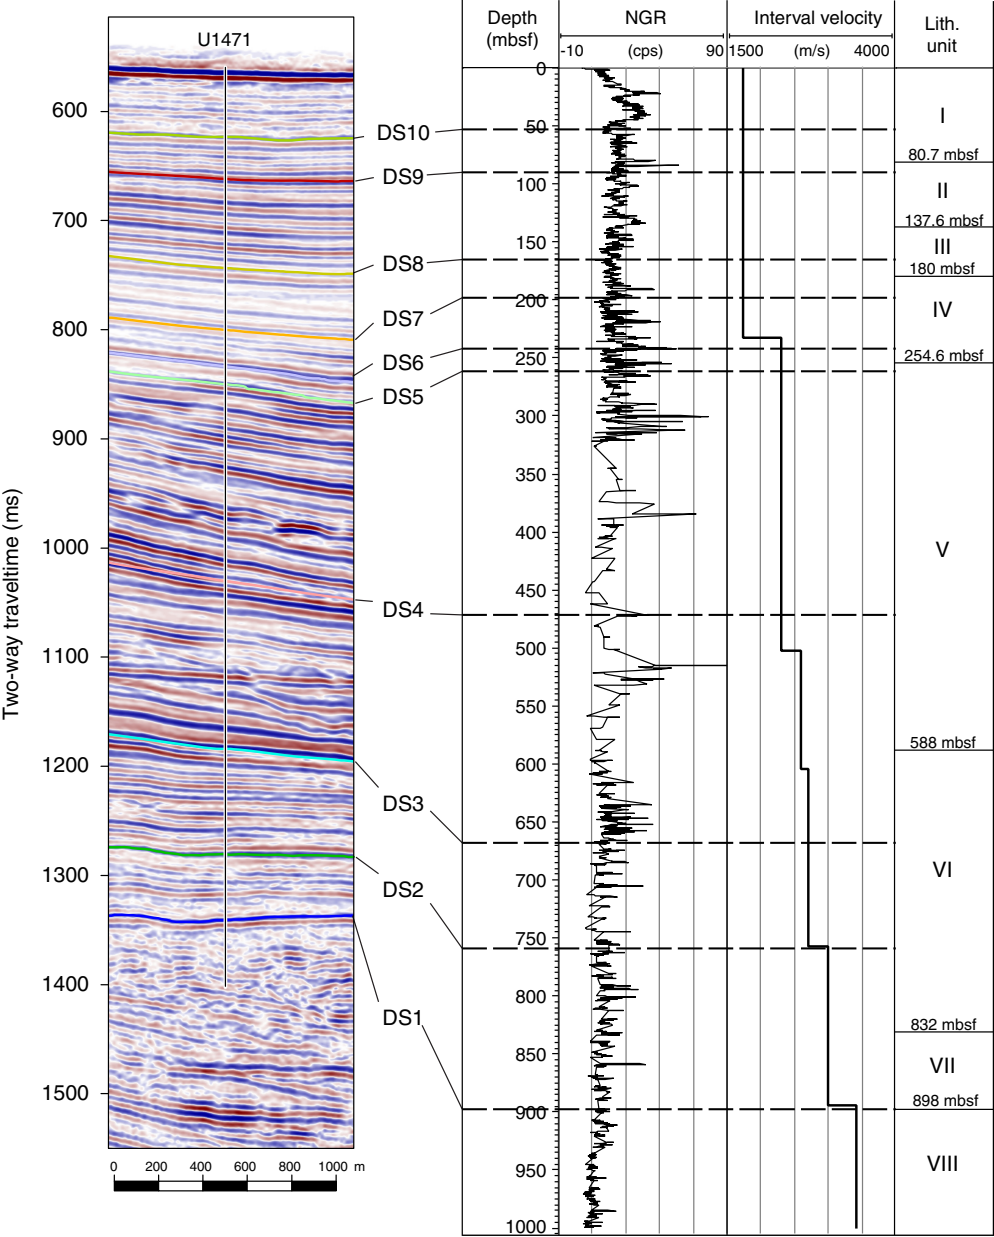 U1471
Two-way traveltime (ms)
600
700
800
900
1000
1100
1200
1300
1400
1500
0 200 400 600 800 1000 m
DS10
DS9
DS8
DS7
DS6
DS5
DS4
DS3
DS2
DS1
Depth
(mbsf)
0
50
100
150
200
250
300
350
400
450
500
550
600
650
700
750
800
850
900
950
1000
NGR
-10 (cps) 90
Interval velocity
1500 (m/s) 4000
Lith.
unit
I
80.7 mbsf
II
137.6 mbsf
III
180 mbsf
IV
254.6 mbsf
V
588 mbsf
VI
832 mbsf
VII
898 mbsf
VIII